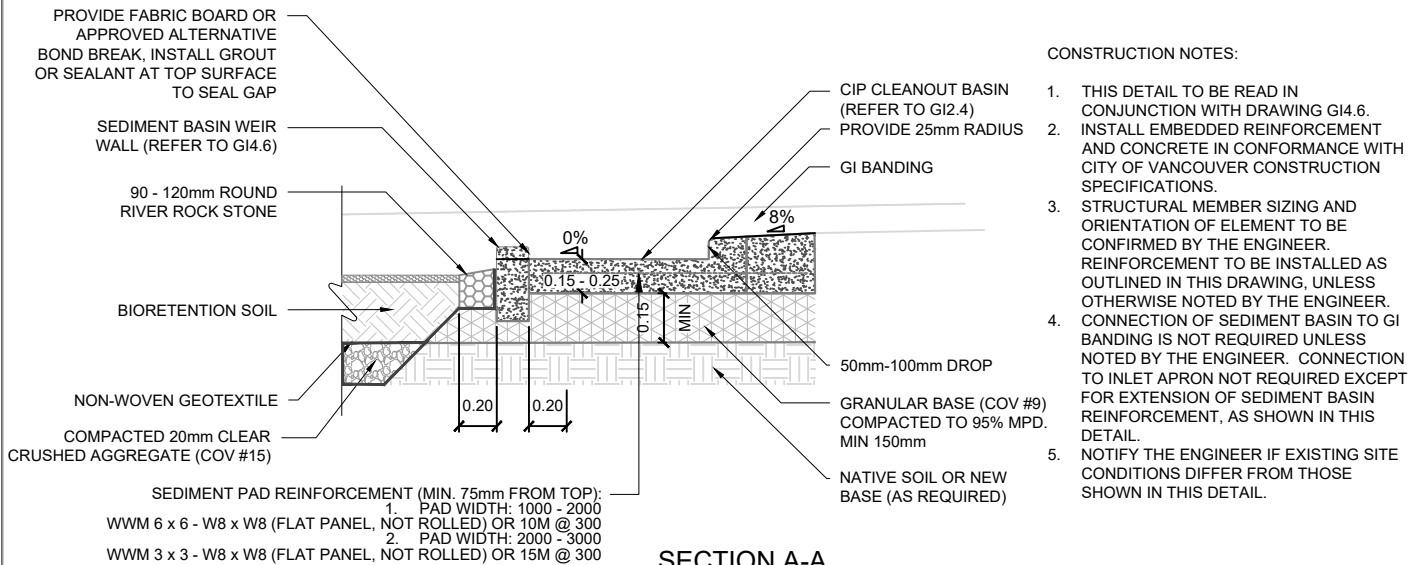 PROVIDE FABRIC BOARD OR
APPROVED ALTERNATIVE
BOND BREAK, INSTALL GROUT
OR SEALANT AT TOP SURFACE
TO SEAL GAP
SEDIMENT BASIN WEIR
WALL (REFER TO GI4.6)
90 - 120mm ROUND
RIVER ROCK STONE
BIORETENTION SOIL
NON-WOVEN GEOTEXTILE
COMPACTED 20mm CLEAR
CRUSHED AGGREGATE (COV #15)
SEDIMENT PAD REINFORCEMENT (MIN. 75mm FROM TOP):
1. PAD WIDTH: 1000 - 2000
WWM 6 x 6 - W8 x W8 (FLAT PANEL, NOT ROLLED) OR 10M @ 300
2. PAD WIDTH: 2000 - 3000
WWM 3 x 3 - W8 x W8 (FLAT PANEL, NOT ROLLED) OR 15M @ 300
0%
8%
0.15 - 0.25
0.15
MIN
0.20
0.20
CIP CLEANOUT BASIN
(REFER TO GI2.4)
PROVIDE 25mm RADIUS
GI BANDING
50mm-100mm DROP
GRANULAR BASE (COV #9)
COMPACTED TO 95% MPD.
MIN 150mm
NATIVE SOIL OR NEW
BASE (AS REQUIRED)
SECTION A-A
CONSTRUCTION NOTES:
1. THIS DETAIL TO BE READ IN
CONJUNCTION WITH DRAWING GI4.6.
2. INSTALL EMBEDDED REINFORCEMENT
AND CONCRETE IN CONFORMANCE WITH
CITY OF VANCOUVER CONSTRUCTION
SPECIFICATIONS.
3. STRUCTURAL MEMBER SIZING AND
ORIENTATION OF ELEMENT TO BE
CONFIRMED BY THE ENGINEER.
REINFORCEMENT TO BE INSTALLED AS
OUTLINED IN THIS DRAWING, UNLESS
OTHERWISE NOTED BY THE ENGINEER.
4. CONNECTION OF SEDIMENT BASIN TO GI
BANDING IS NOT REQUIRED UNLESS
NOTED BY THE ENGINEER. CONNECTION
TO INLET APRON NOT REQUIRED EXCEPT
FOR EXTENSION OF SEDIMENT BASIN
REINFORCEMENT, AS SHOWN IN THIS
DETAIL.
5. NOTIFY THE ENGINEER IF EXISTING SITE
CONDITIONS DIFFER FROM THOSE
SHOWN IN THIS DETAIL.